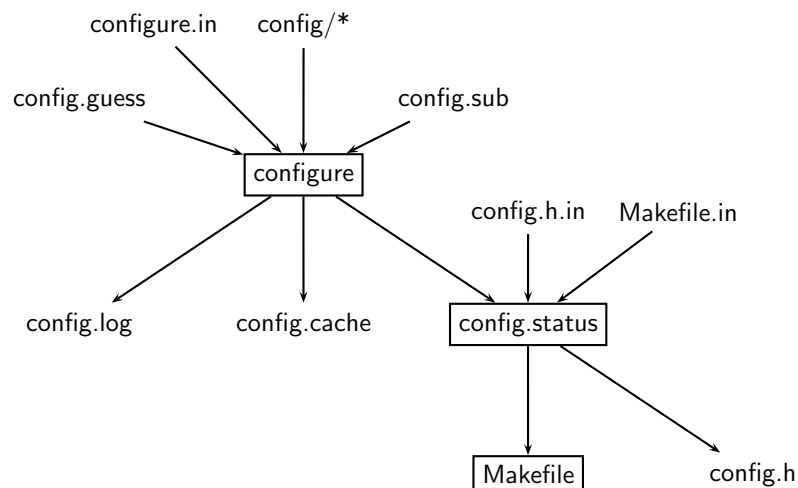 configure.in
config/*
config.guess
config.sub
configure
config.h.in
Makefile.in
config.log
config.cache
config.status
Makefile
config.h